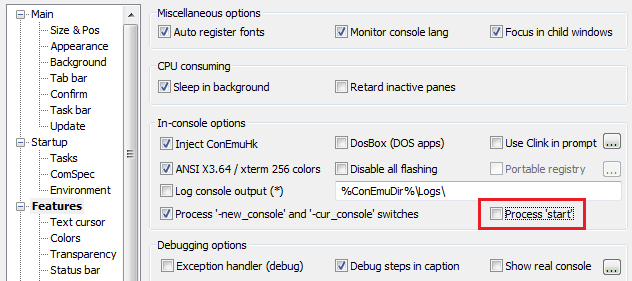 Main
Size & Pos
Appearance
Background
Tab bar
Confirm
Task bar
Update
Startup
Tasks
ComSpec
Environment
Features
Text cursor
Colors
Transparency
Status bar
Miscellaneous options
Auto register fonts Monitor console lang Focus in child windows
CPU consuming
Sleep in background Retard inactive panes
In-console options
Inject ConEmuHk DosBox (DOS apps) Use Clink in prompt ...
ANSI X3.64 / xterm 256 colors Disable all flashing Portable registry ...
Log console output (*) %ConEmuDir%\Logs\
Process '-new_console' and '-cur_console' switches Process 'start'
Debugging options
Exception handler (debug) Debug steps in caption Show real console ...